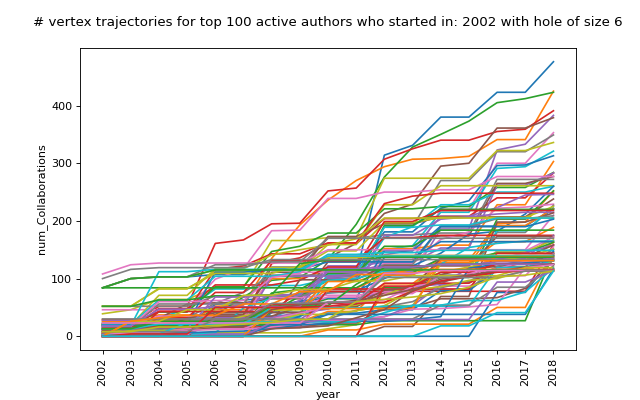 # vertex trajectories for top 100 active authors who started in: 2002 with hole of size 6
400
300
200
100
0
num_Collaborations
2002 2003 2004 2005 2006 2007 2008 2009 2010 2011 2012 2013 2014 2015 2016 2017 2018
year